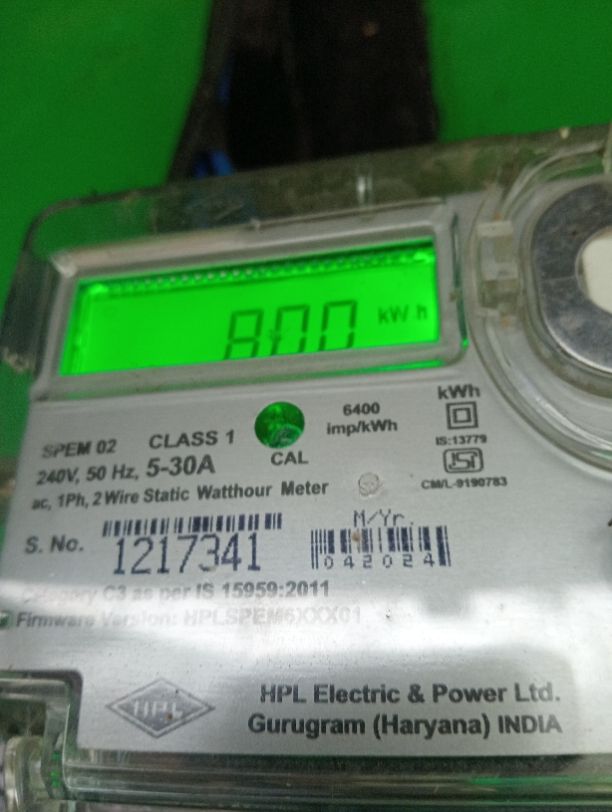 800 kW h
kWh
6400
imp/kWh
IS:13779
SPEM 02 CLASS 1
CAL
240V, 50 Hz, 5-30A
CM/L-9190783
ac, 1Ph, 2 Wire Static Watthour Meter
M/Yr.
S. No. 1217341
042024
Category C3 as per IS 15959:2011
Firmware Version: HPLSPEM6XXX01
HPL
HPL Electric & Power Ltd.
Gurugram (Haryana) INDIA